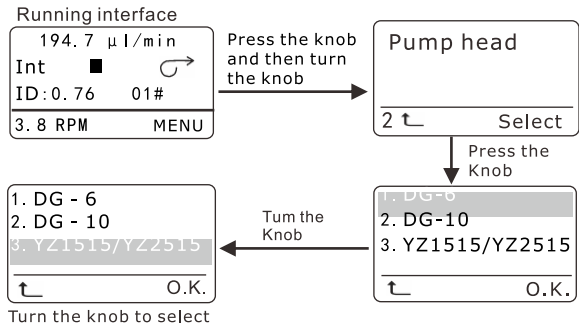 Running interface
194.7 μl/min
Int
ID:0.76 01#
3.8 RPM MENU
Press the knob
and then turn
the knob
Pump head
2 Select
Press the
Knob
1. DG-6
2. DG-10
3. YZ1515/YZ2515
O.K.
Tum the
Knob
1. DG - 6
2. DG - 10
3. YZ1515/YZ2515
O.K.
Turn the knob to select